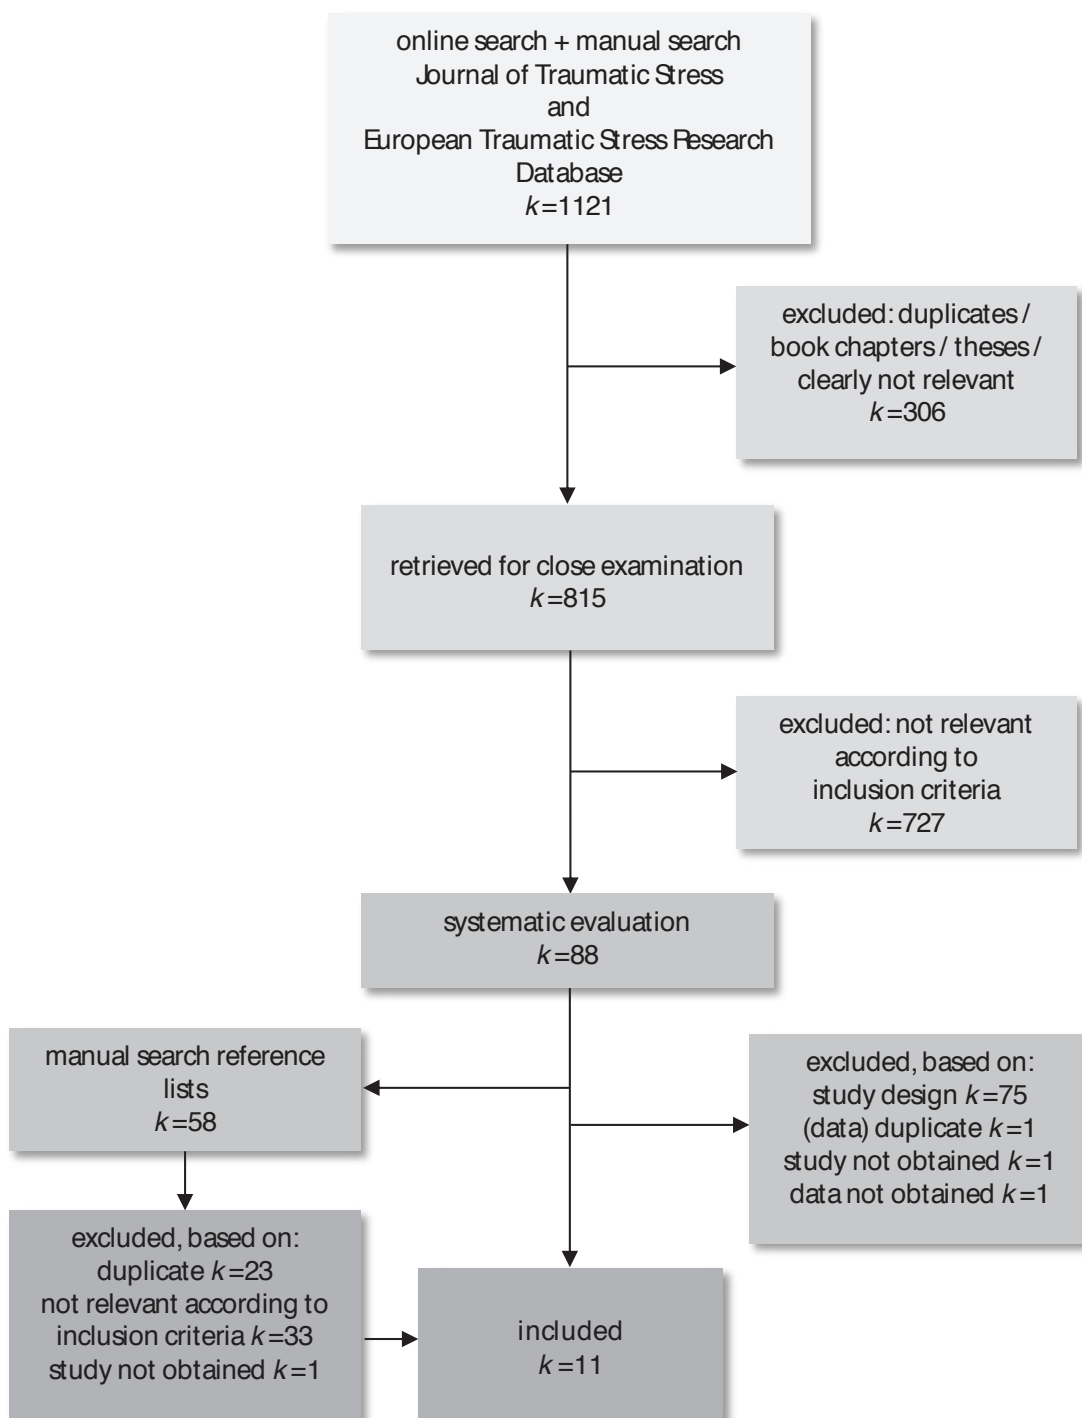 online search + manual search
Journal of Traumatic Stress
and
European Traumatic Stress Research
Database
k=1121
excluded: duplicates /
book chapters / theses /
clearly not relevant
k=306
retrieved for close examination
k=815
excluded: not relevant
according to
inclusion criteria
k=727
systematic evaluation
k=88
manual search reference
lists
k=58
excluded, based on:
study design k=75
(data) duplicate k=1
study not obtained k=1
data not obtained k=1
excluded, based on:
duplicate k=23
not relevant according to
inclusion criteria k=33
study not obtained k=1
included
k=11